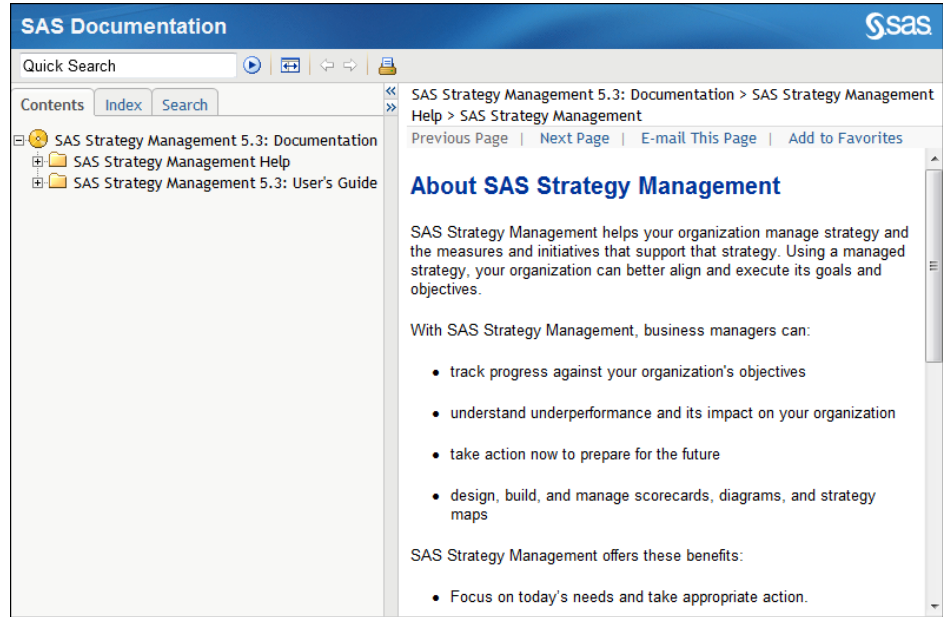 SAS Documentation
sas
Quick Search
Contents
Index
Search
SAS Strategy Management 5.3: Documentation
SAS Strategy Management Help
SAS Strategy Management 5.3: User's Guide
SAS Strategy Management 5.3: Documentation > SAS Strategy Management
Help > SAS Strategy Management
Previous Page | Next Page | E-mail This Page | Add to Favorites
About SAS Strategy Management
SAS Strategy Management helps your organization manage strategy and
the measures and initiatives that support that strategy. Using a managed
strategy, your organization can better align and execute its goals and
objectives.
With SAS Strategy Management, business managers can:
• track progress against your organization's objectives
• understand underperformance and its impact on your organization
• take action now to prepare for the future
• design, build, and manage scorecards, diagrams, and strategy
maps
SAS Strategy Management offers these benefits:
• Focus on today's needs and take appropriate action.